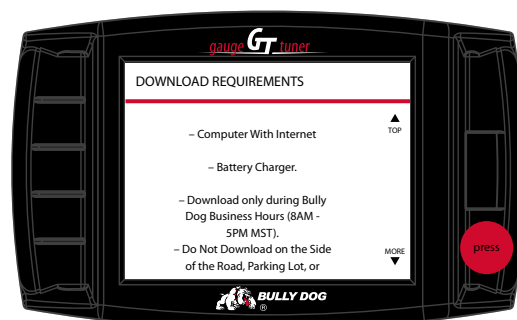 gauge GT tuner
DOWNLOAD REQUIREMENTS
TOP
– Computer With Internet
– Battery Charger.
– Download only during Bully
Dog Business Hours (8AM -
5PM MST).
– Do Not Download on the Side
of the Road, Parking Lot, or
MORE
press
BULLY DOG
®